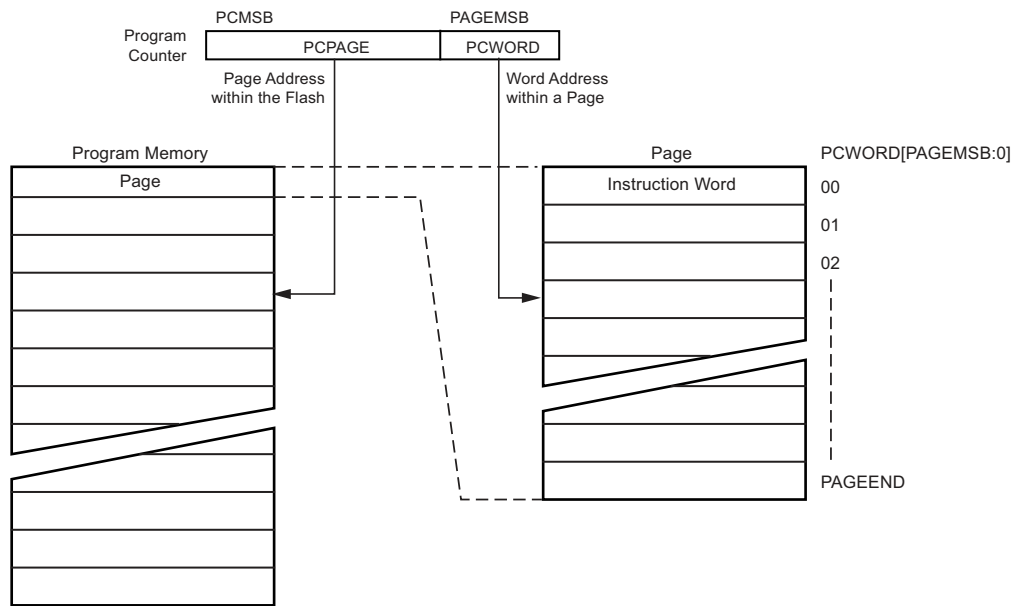 PCMSB PAGEMSB
Program
Counter
PCPAGE PCWORD
Page Address
within the Flash
Word Address
within a Page
Program Memory
Page
Page
PCWORD[PAGEMSB:0]
Instruction Word
00
01
02
PAGEEND